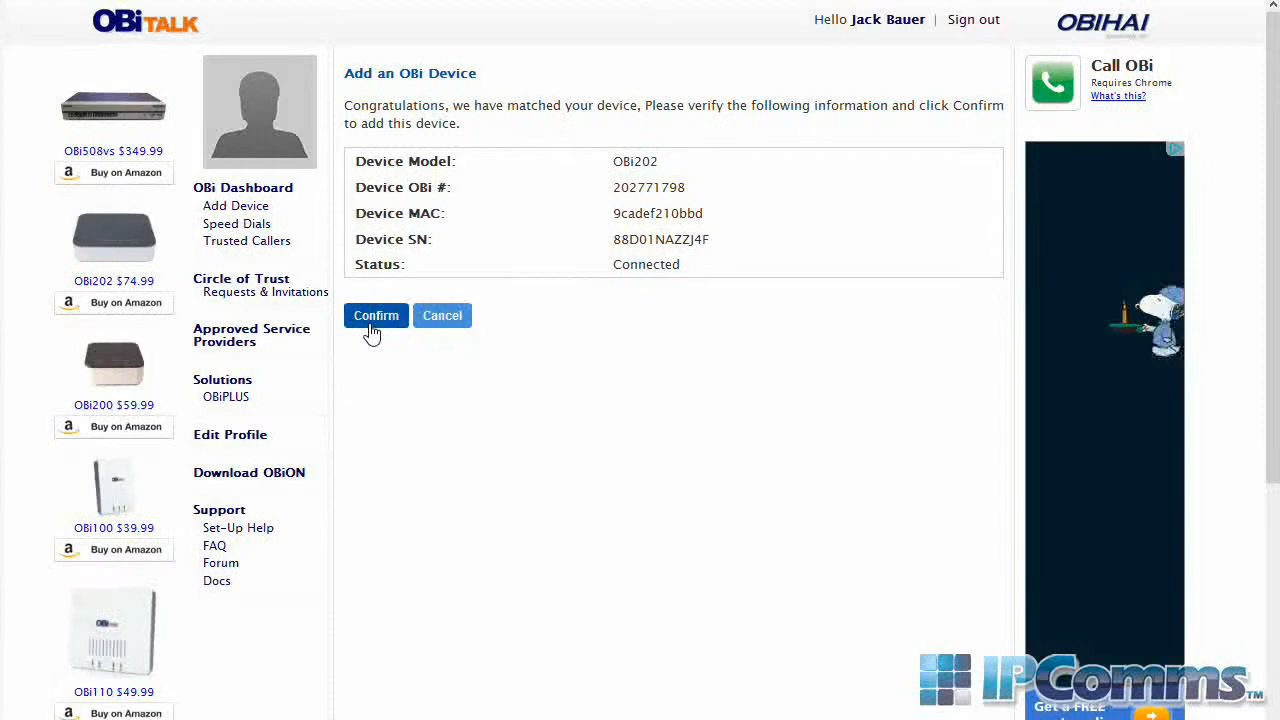 OBiTALK
Hello Jack Bauer | Sign out
OBIHAI
OBi508vs $349.99
a Buy on Amazon
OBi202 $74.99
a Buy on Amazon
OBi200 $59.99
a Buy on Amazon
OBi100 $39.99
a Buy on Amazon
OBi110 $49.99
a Buy on Amazon
OBi Dashboard
Add Device
Speed Dials
Trusted Callers
Circle of Trust
Requests & Invitations
Approved Service
Providers
Solutions
OBiPLUS
Edit Profile
Download OBiON
Support
Set-Up Help
FAQ
Forum
Docs
Add an OBi Device
Congratulations, we have matched your device, Please verify the following information and click Confirm
to add this device.
Device Model: OBi202
Device OBi #: 202771798
Device MAC: 9cadef210bbd
Device SN: 88D01NAZZJ4F
Status: Connected
Confirm Cancel
Call OBi
Requires Chrome
What's this?
IPComms™
Get a FREE